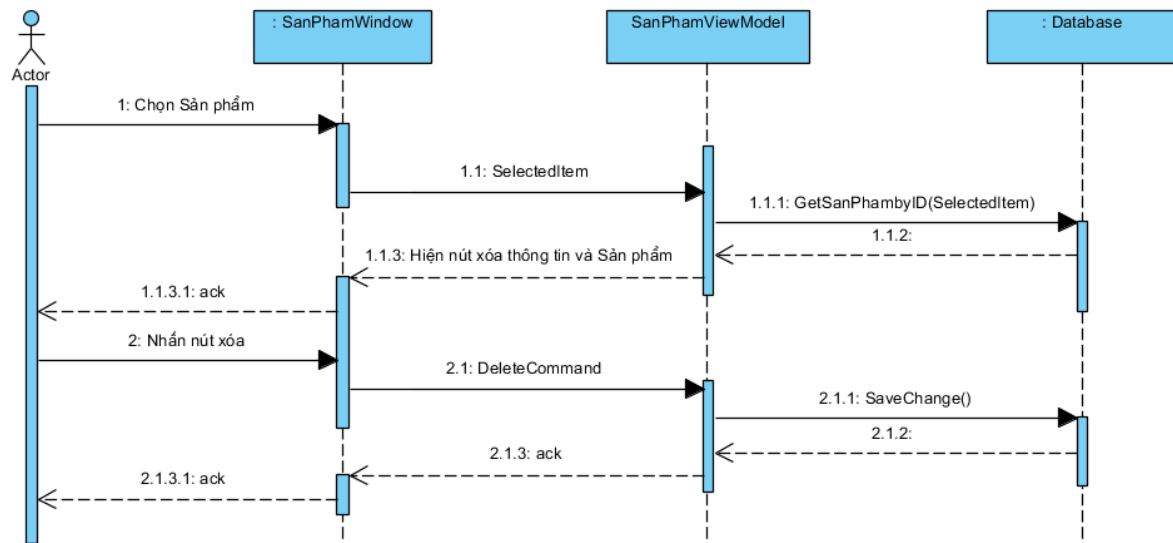 : SanPhamWindow
SanPhamViewModel
: Database
Actor
1: Chọn Sản phẩm
1.1: SelectedItem
1.1.1: GetSanPhambyID(SelectedItem)
1.1.2:
1.1.3: Hiện nút xóa thông tin và Sản phẩm
1.1.3.1: ack
2: Nhấn nút xóa
2.1: DeleteCommand
2.1.1: SaveChange()
2.1.2:
2.1.3: ack
2.1.3.1: ack